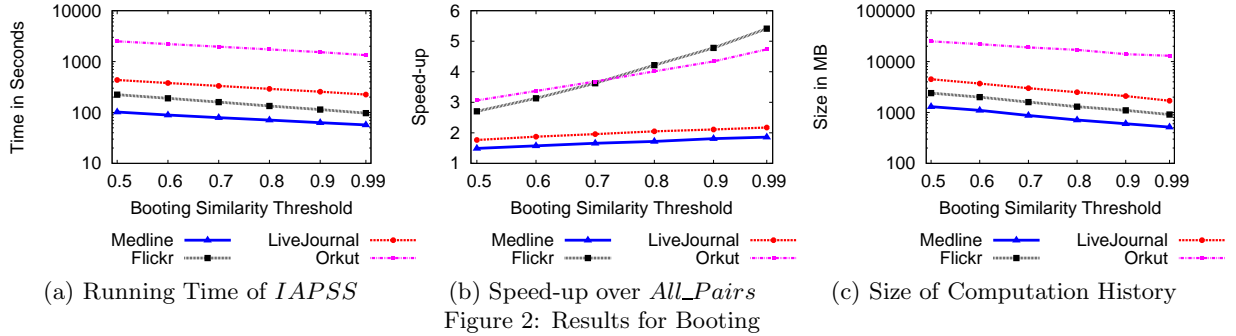 Time in Seconds
10000
1000
100
10
0.5 0.6 0.7 0.8 0.9 0.99
Booting Similarity Threshold
Medline
LiveJournal
Flickr
Orkut
(a) Running Time of IAPSS
Speed-up
6
5
4
3
2
1
0.5 0.6 0.7 0.8 0.9 0.99
Booting Similarity Threshold
Medline
LiveJournal
Flickr
Orkut
(b) Speed-up over All_Pairs
Size in MB
100000
10000
1000
100
0.5 0.6 0.7 0.8 0.9 0.99
Booting Similarity Threshold
Medline
LiveJournal
Flickr
Orkut
(c) Size of Computation History
Figure 2: Results for Booting